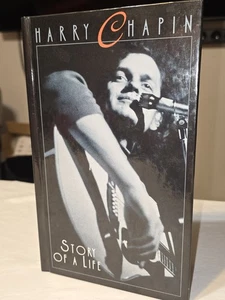 HARRY CHAPIN
STORY
OF A LIFE